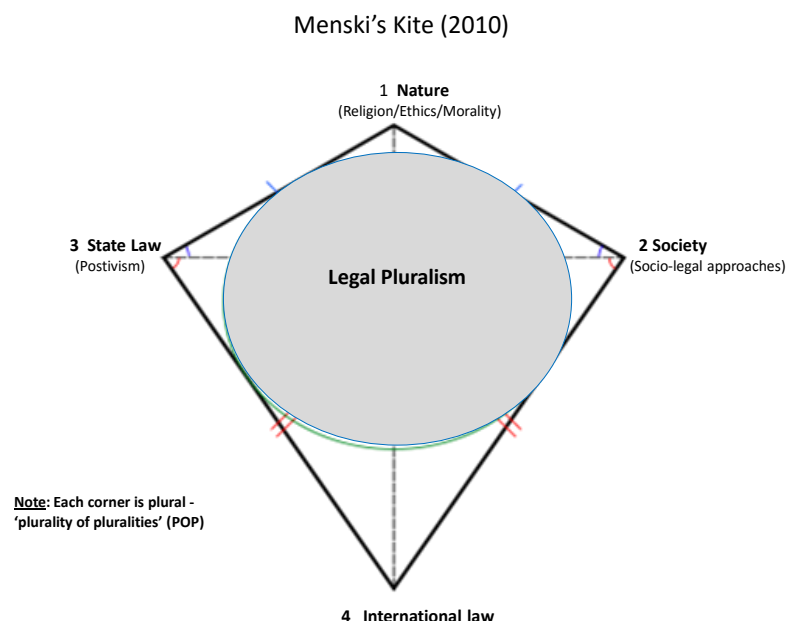 Menski's Kite (2010)
1 Nature
(Religion/Ethics/Morality)
3 State Law
(Postivism)
2 Society
(Socio-legal approaches)
Legal Pluralism
Note: Each corner is plural -
‘plurality of pluralities’ (POP)
4 International law